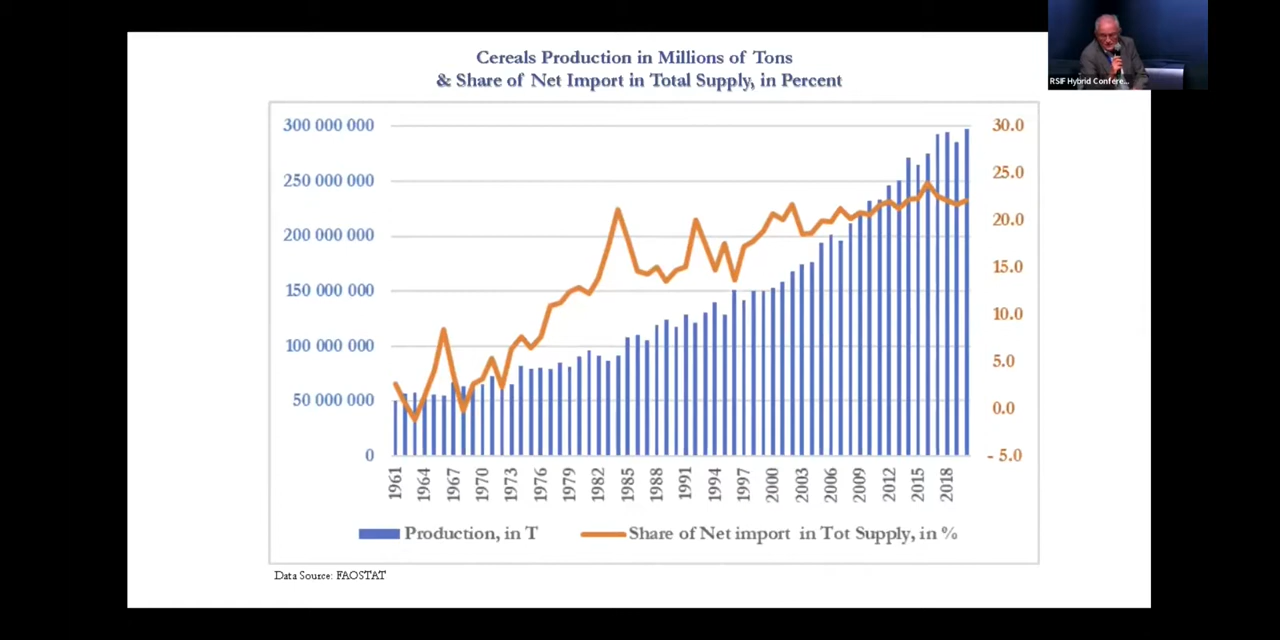 Cereals Production in Millions of Tons
& Share of Net Import in Total Supply, in Percent
RSIF Hybrid Confere...
300 000 000
250 000 000
200 000 000
150 000 000
100 000 000
50 000 000
0
30.0
25.0
20.0
15.0
10.0
5.0
0.0
- 5.0
1961
1964
1967
1970
1973
1976
1979
1982
1985
1988
1991
1994
1997
2000
2003
2006
2009
2012
2015
2018
Production, in T
Share of Net import in Tot Supply, in %
Data Source: FAOSTAT